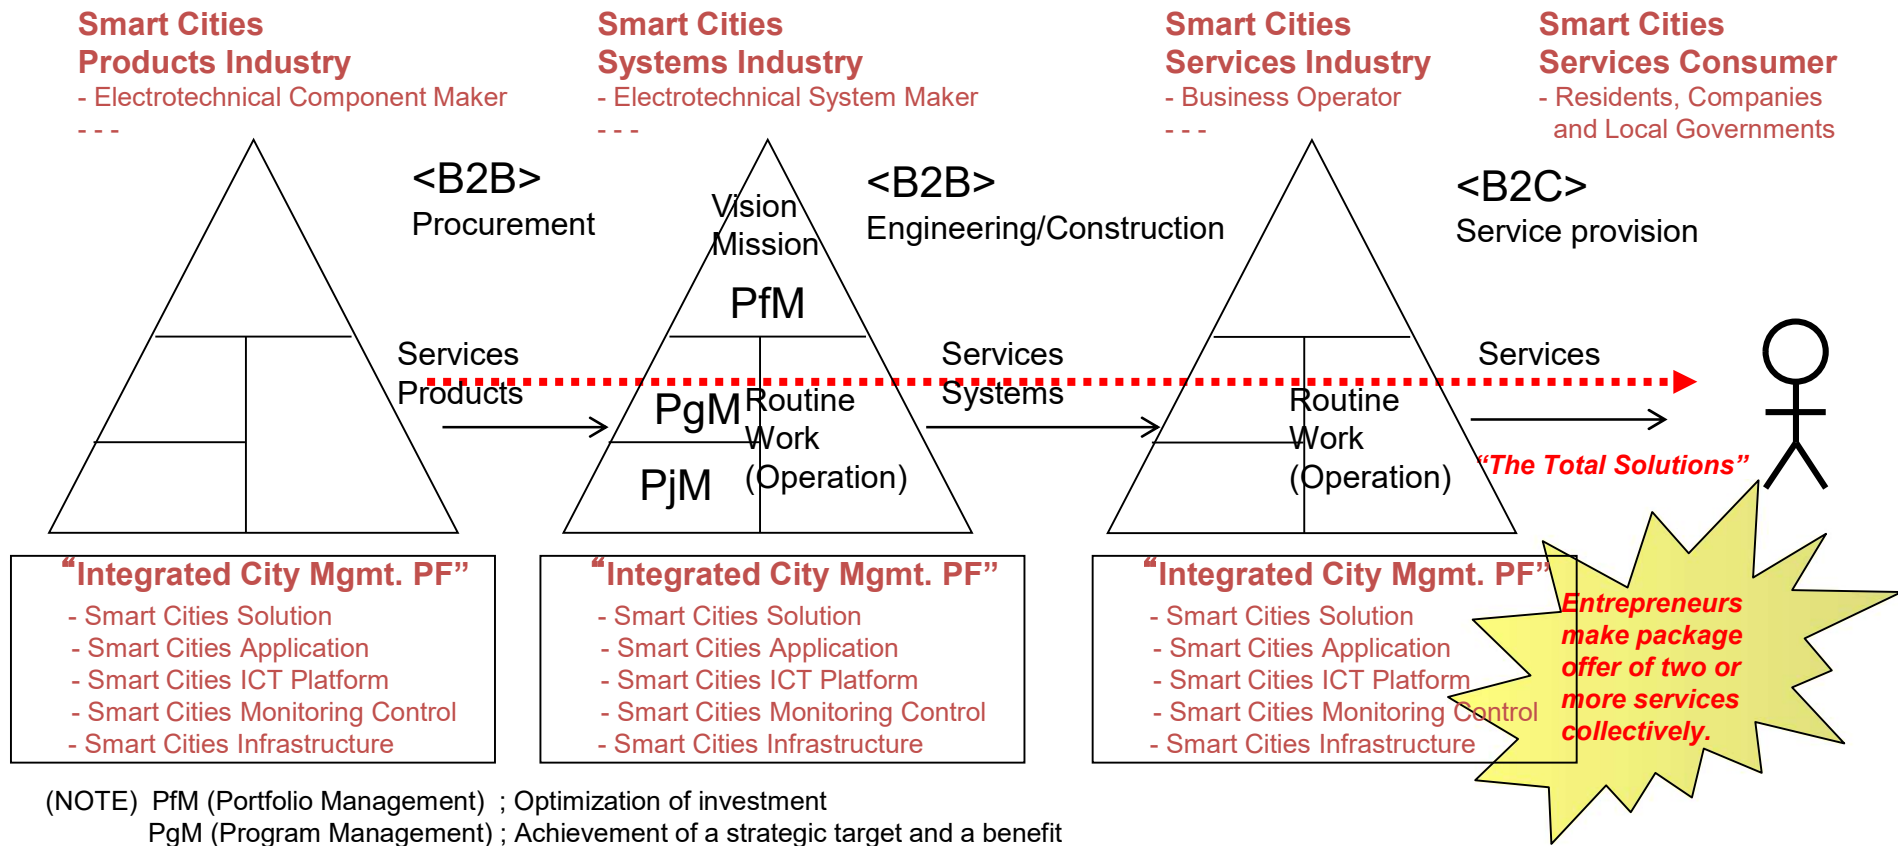 Smart Cities
Products Industry
- Electrotechnical Component Maker
- - -
Smart Cities
Systems Industry
- Electrotechnical System Maker
- - -
Smart Cities
Services Industry
- Business Operator
- - -
Smart Cities
Services Consumer
- Residents, Companies
and Local Governments
<B2B>
Procurement
Vision
Mission
PfM
<B2B>
Engineering/Construction
<B2C>
Service provision
Services
Products
PgM
PjM
Routine
Work
(Operation)
Services
Systems
Routine
Work
(Operation)
Services
“The Total Solutions”
“Integrated City Mgmt. PF”
- Smart Cities Solution
- Smart Cities Application
- Smart Cities ICT Platform
- Smart Cities Monitoring Control
- Smart Cities Infrastructure
“Integrated City Mgmt. PF”
- Smart Cities Solution
- Smart Cities Application
- Smart Cities ICT Platform
- Smart Cities Monitoring Control
- Smart Cities Infrastructure
“Integrated City Mgmt. PF”
- Smart Cities Solution
- Smart Cities Application
- Smart Cities ICT Platform
- Smart Cities Monitoring Control
- Smart Cities Infrastructure
Entrepreneurs
make package
offer of two or
more services
collectively.
(NOTE) PfM (Portfolio Management) ; Optimization of investment
PgM (Program Management) ; Achievement of a strategic target and a benefit